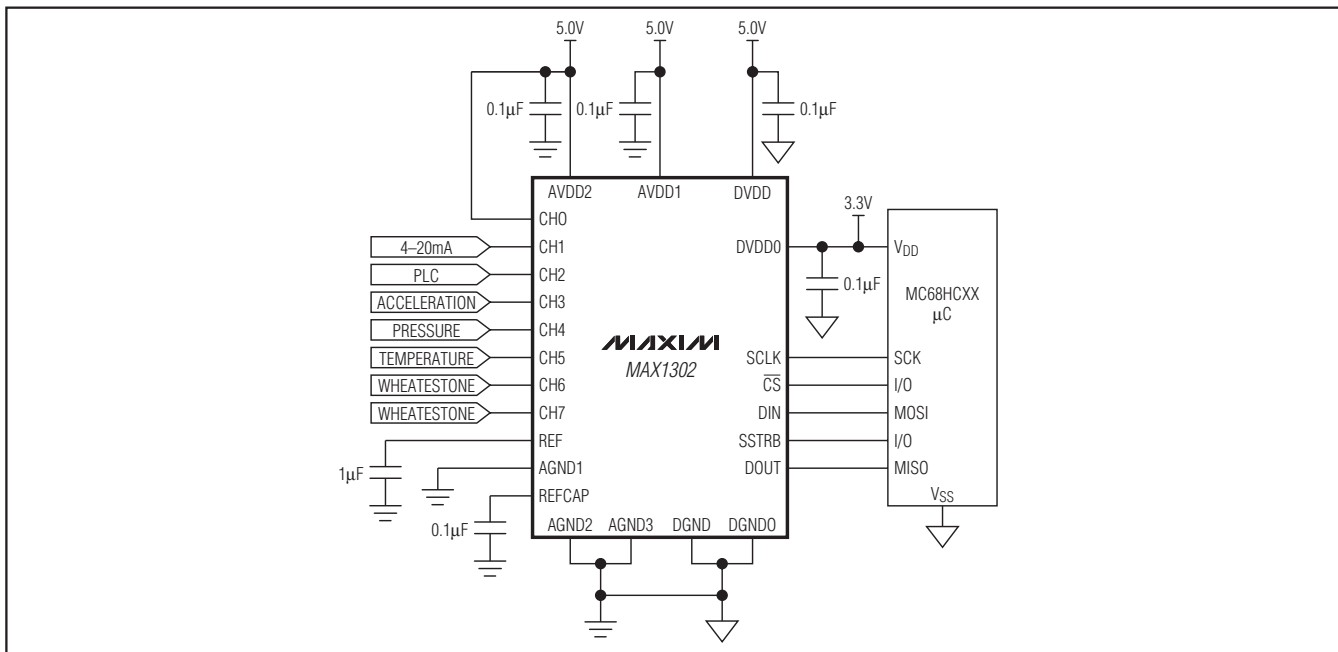 5.0V 5.0V 5.0V
0.1μF 0.1μF 0.1μF
AVDD2 AVDD1 DVDD
CH0
3.3V
4–20mA CH1 DVDD0 VDD
PLC CH2
0.1μF MC68HCXX
μC
ACCELERATION CH3
PRESSURE CH4
MAXIM
MAX1302
TEMPERATURE CH5 SCLK SCK
WHEATESTONE CH6 CS I/O
WHEATESTONE CH7 DIN MOSI
REF SSTRB I/O
1μF AGND1 DOUT MISO
REFCAP VSS
0.1μF AGND2 AGND3 DGND DGND0